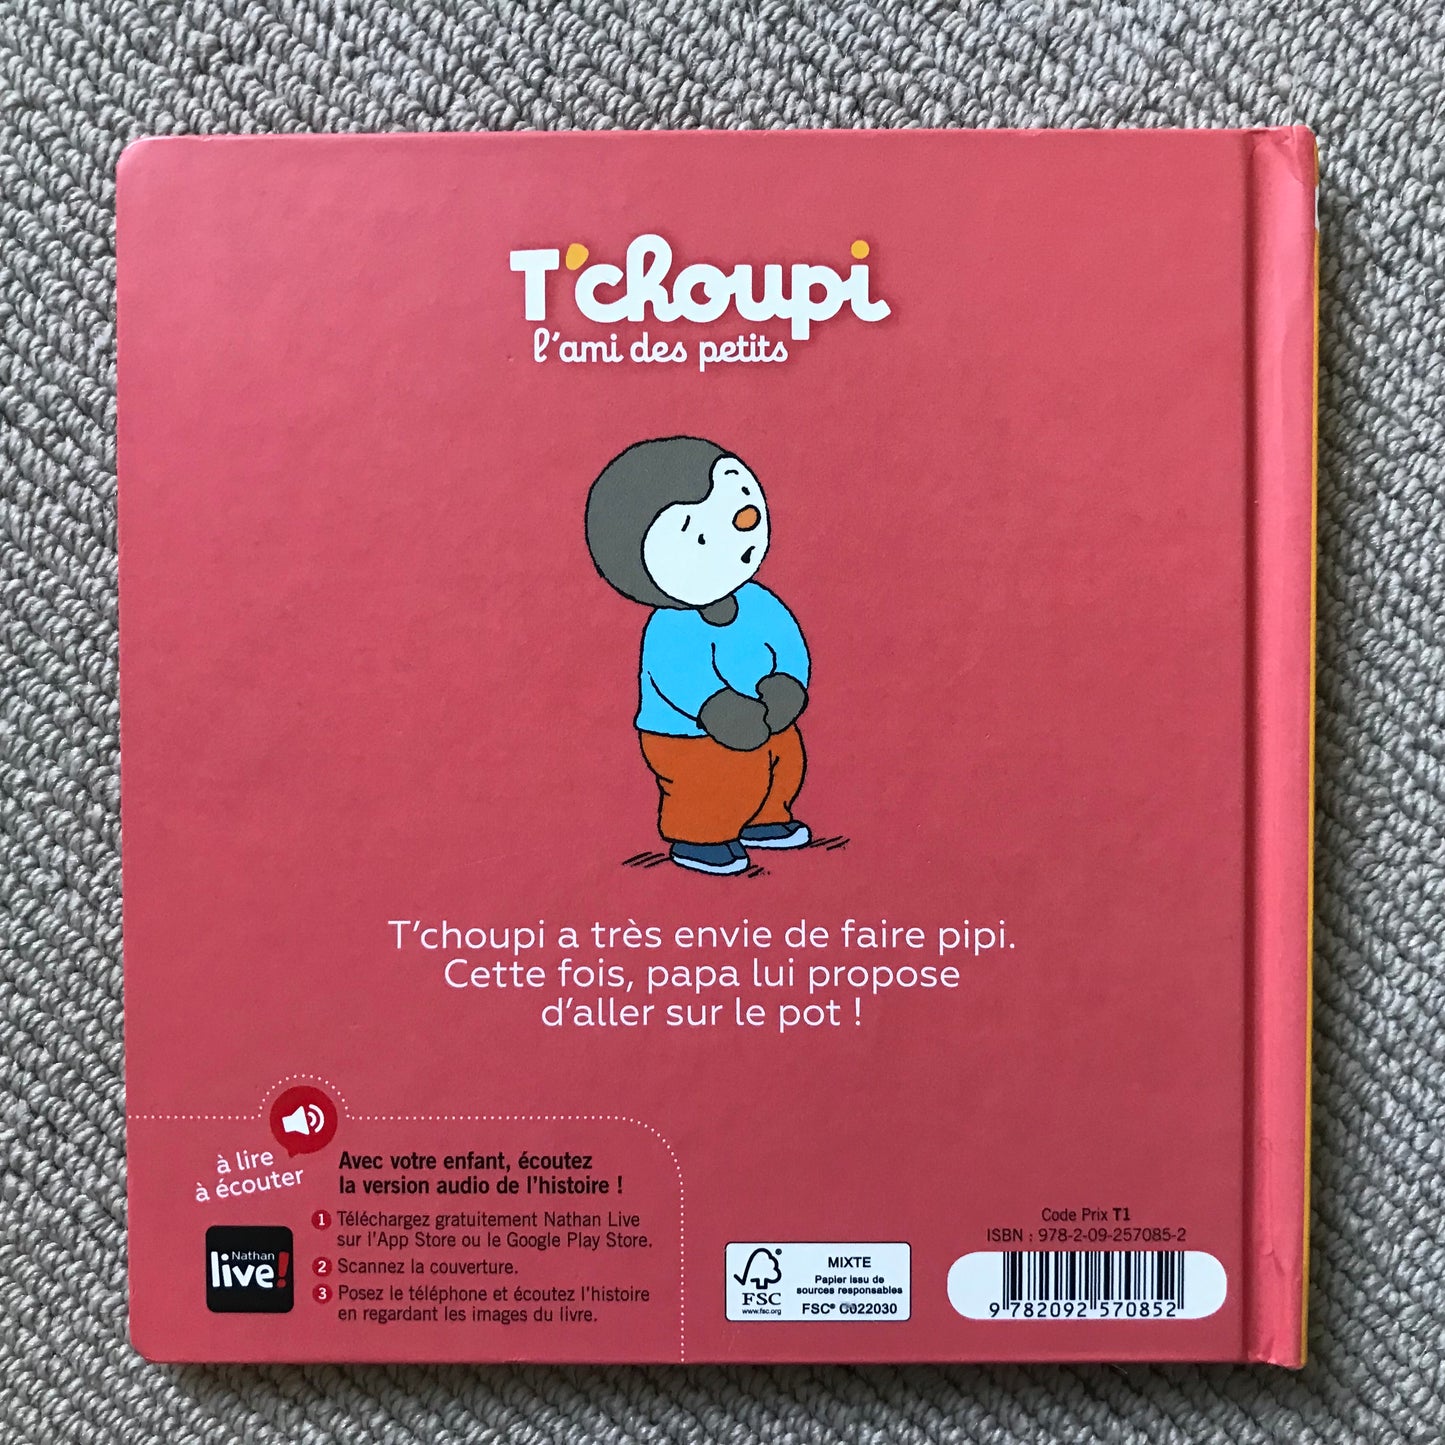 T'choupi
l'ami des petits
T'choupi a très envie de faire pipi.
Cette fois, papa lui propose
d'aller sur le pot !
à lire
à écouter
Avec votre enfant, écoutez
la version audio de l'histoire !
1 Téléchargez gratuitement Nathan Live
sur l'App Store ou le Google Play Store.
2 Scannez la couverture.
3 Posez le téléphone et écoutez l'histoire
en regardant les images du livre.
Nathan
live!
FSC
www.fsc.org
MIXTE
Papier issu de
sources responsables
FSC® C022030
Code Prix T1
ISBN : 978-2-09-257085-2
9 782092 570852